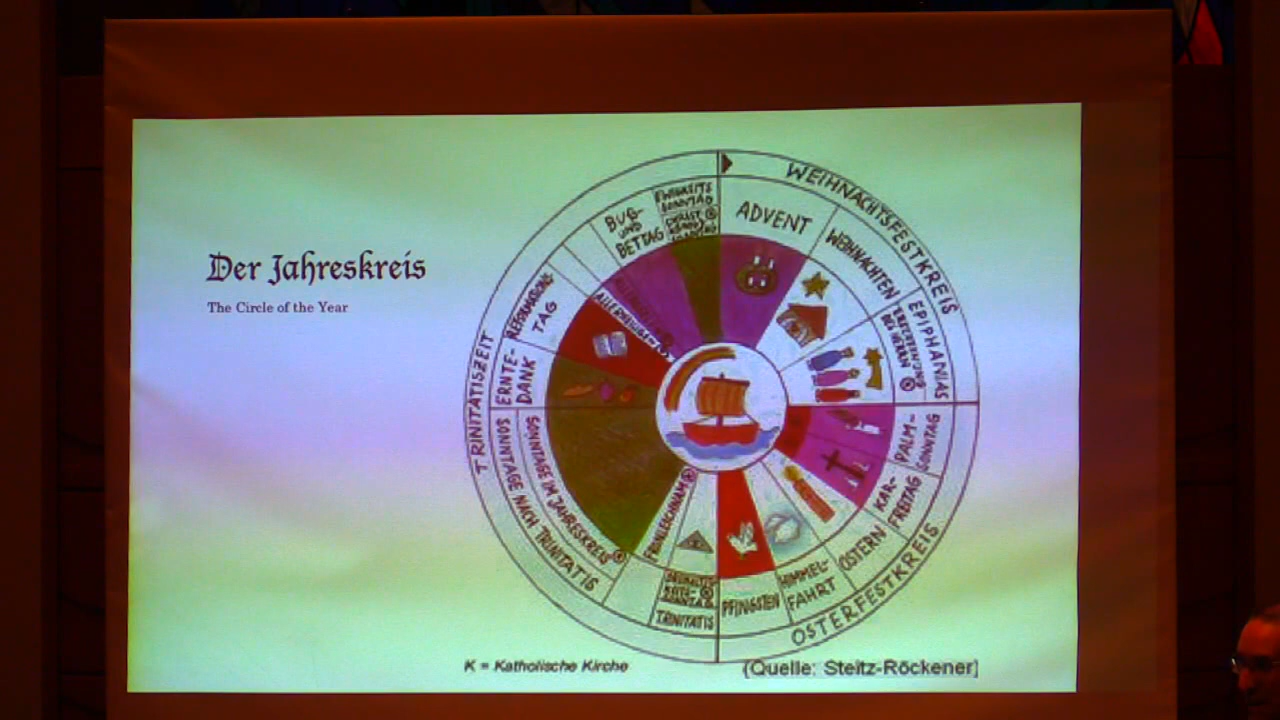 Der Jahreskreis
The Circle of the Year
WEIHNACHTSFESTKREIS
ADVENT
WEIHNACHTEN
EPIPHANIAS
DES HERRN
PALM-
SONNTAG
KAR-
FREITAG
OSTERN
OSTERFESTKREIS
HIMMEL-
FAHRT
PFINGSTEN
TRINITATIS
FRONLEICHNAM K
SONNTAGE IM JAHRESKREIS K
SONNTAGE NACH TRINITATIS
TRINITATISZEIT
ERNTE-
DANK
REFORMATIONS-
TAG
BUß-
UND
BETTAG
EWIGKEITS
SONNTAG
K = Katholische Kirche
(Quelle: Steitz-Röckener]